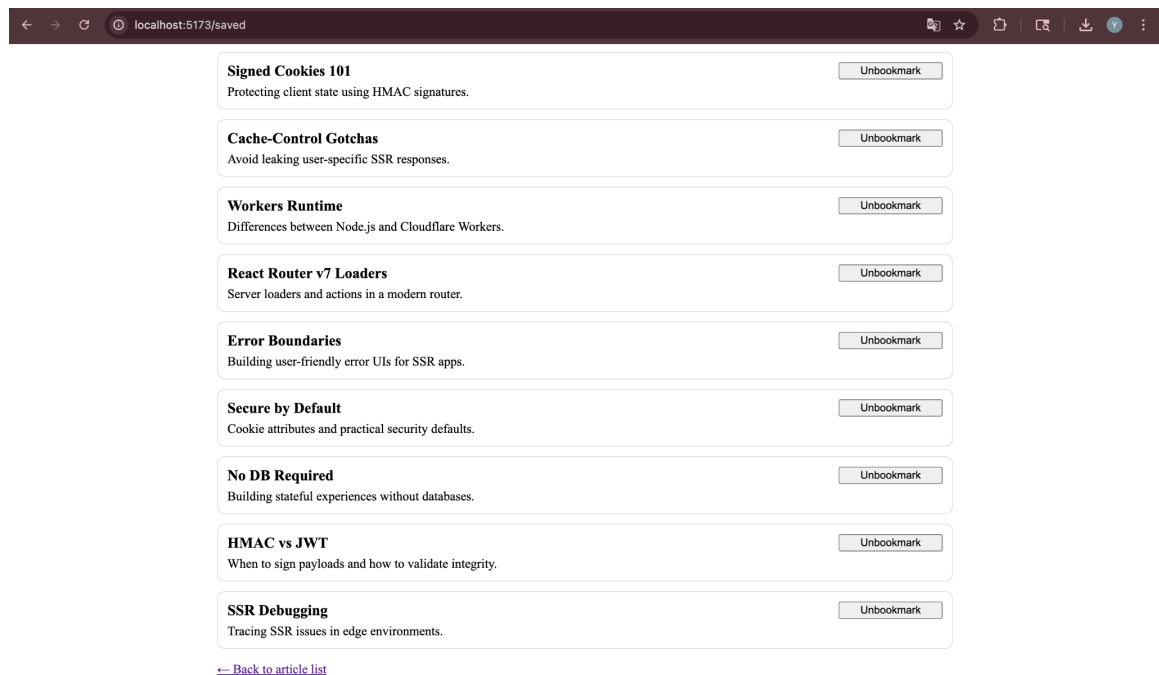 localhost:5173/saved
Y
Signed Cookies 101
Unbookmark
Protecting client state using HMAC signatures.
Cache-Control Gotchas
Unbookmark
Avoid leaking user-specific SSR responses.
Workers Runtime
Unbookmark
Differences between Node.js and Cloudflare Workers.
React Router v7 Loaders
Unbookmark
Server loaders and actions in a modern router.
Error Boundaries
Unbookmark
Building user-friendly error UIs for SSR apps.
Secure by Default
Unbookmark
Cookie attributes and practical security defaults.
No DB Required
Unbookmark
Building stateful experiences without databases.
HMAC vs JWT
Unbookmark
When to sign payloads and how to validate integrity.
SSR Debugging
Unbookmark
Tracing SSR issues in edge environments.
← Back to article list